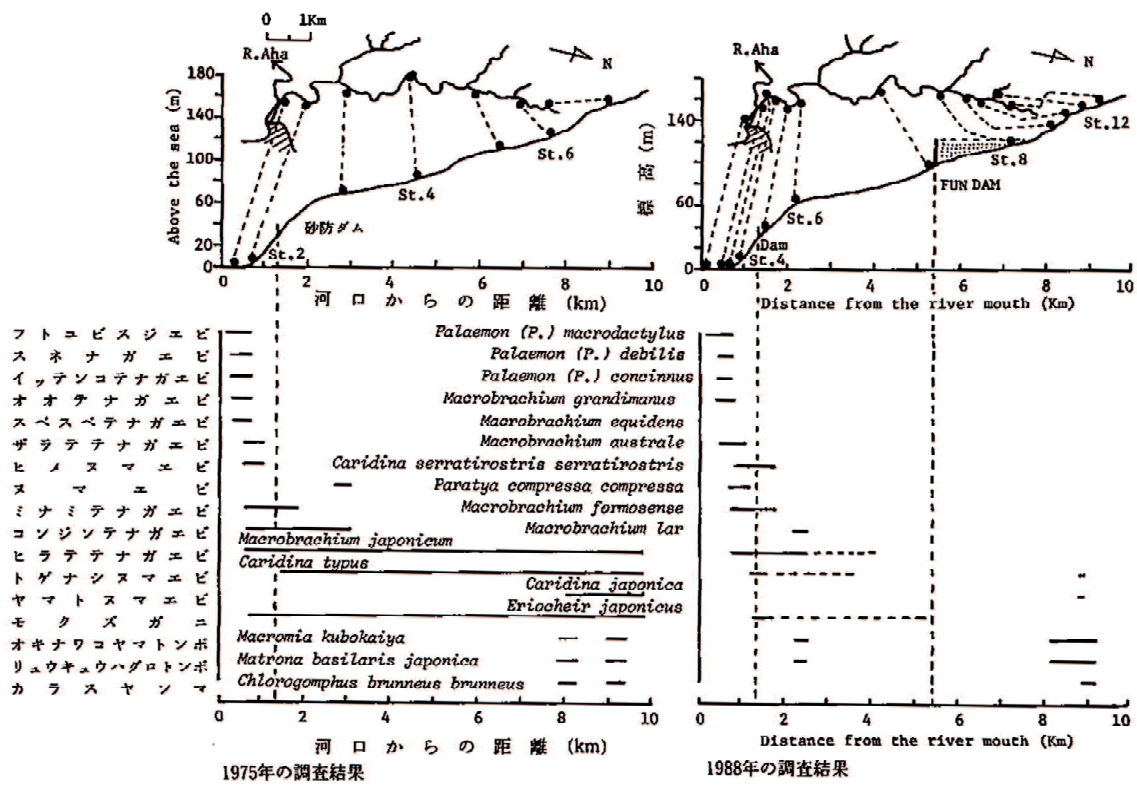 0 1Km
R.Aha
N
Above the sea (m)
180
140
100
60
20
0
St.2
砂防ダム
St.4
St.6
0 2 4 6 8 10
河口からの距離 (km)
R.Aha
N
標高 (m)
140
60
0
Dam
St.4
St.6
FUN DAM
St.8
St.12
0 2 4 6 8 10
Distance from the river mouth (Km)
フトユビスジエビ Palaemon (P.) macrodactylus
スネナガエビ Palaemon (P.) debilis
イッテンコテナガエビ Palaemon (P.) concinnus
オオテナガエビ Macrobrachium grandimanus
スベスベテナガエビ Macrobrachium equidens
ザラテテナガエビ Macrobrachium australe
ヒメヌマエビ Caridina serratirostris serratirostris
ヌマエビ Paratya compressa compressa
ミナミテナガエビ Macrobrachium formosense
コンジンテナガエビ Macrobrachium lar
ヒラテテナガエビ Macrobrachium japonicum
トゲナシヌマエビ Caridina typus
ヤマトヌマエビ Caridina japonica
モクズガニ Eriocheir japonicus
オキナワコヤマトンボ Macromia kubokaiya
リュウキュウハグロトンボ Matrona basilaris japonica
カラスヤンマ Chlorogomphus brunneus brunneus
0 2 4 6 8 10
河口からの距離 (km)
1975年の調査結果
0 2 4 6 8 10
Distance from the river mouth (Km)
1988年の調査結果